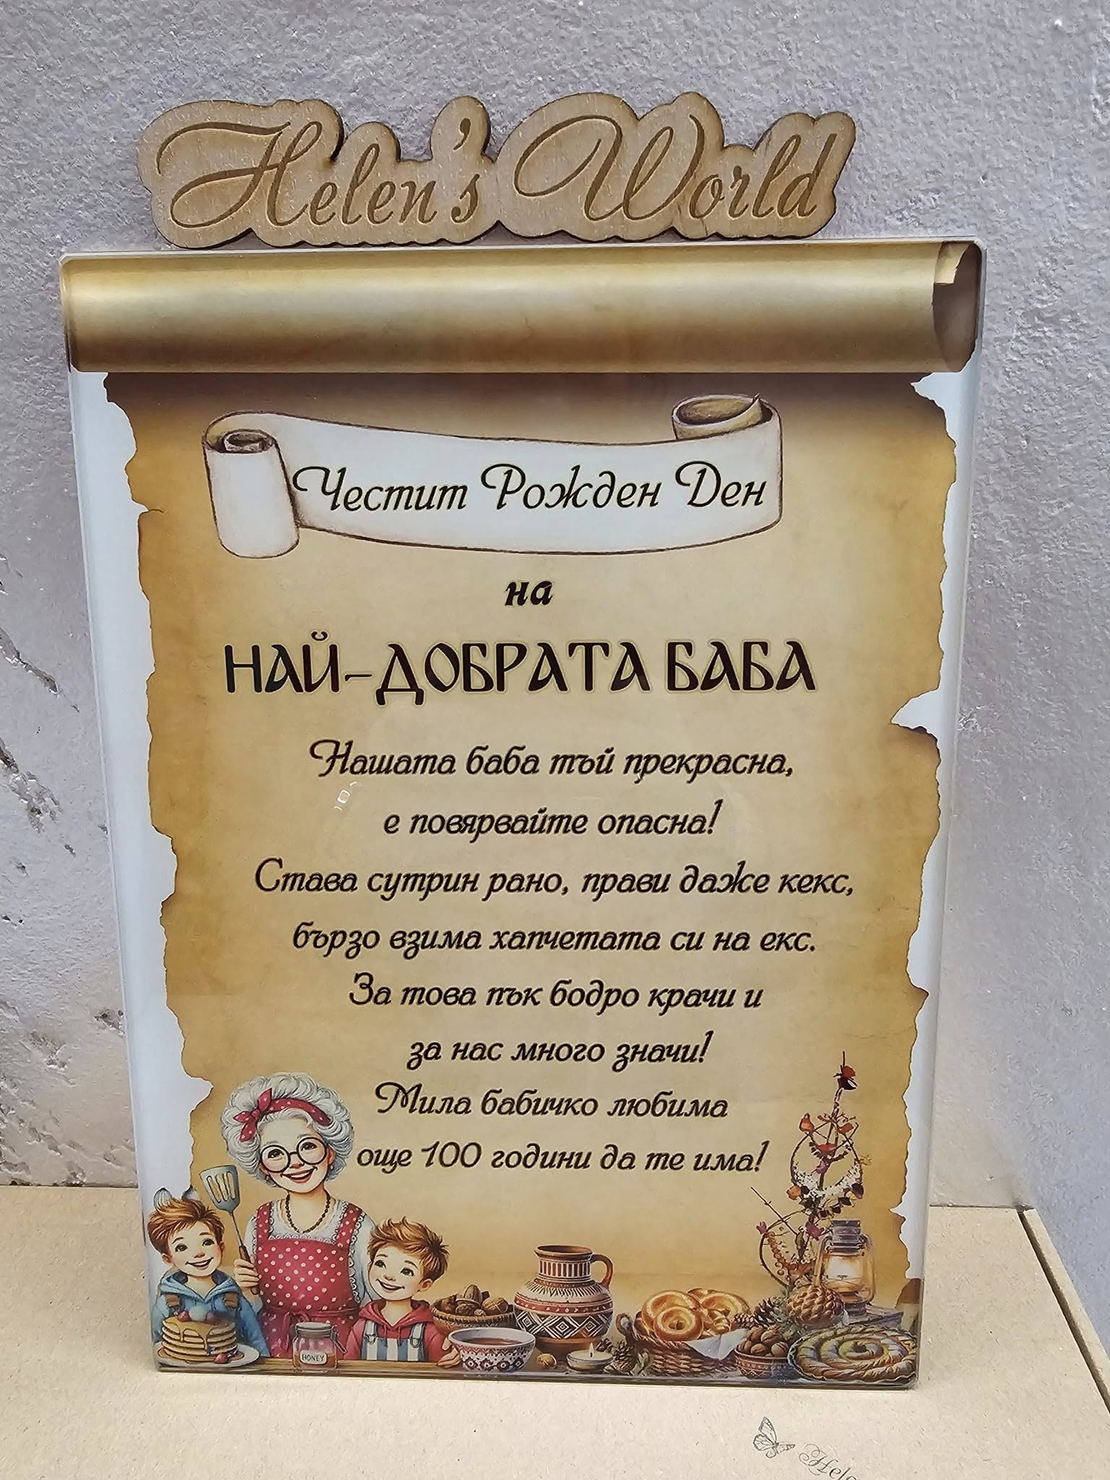 Helen's World
Честит Рожден Ден
на
НАЙ-ДОБРАТА БАБА
Нашата баба тъй прекрасна,
е повярвайте опасна!
Става сутрин рано, прави даже кекс,
бързо взима хапчетата си на екс.
За това пък бодро крачи и
за нас много значи!
Мила бабичко любима
още 100 години да те има!
HONEY